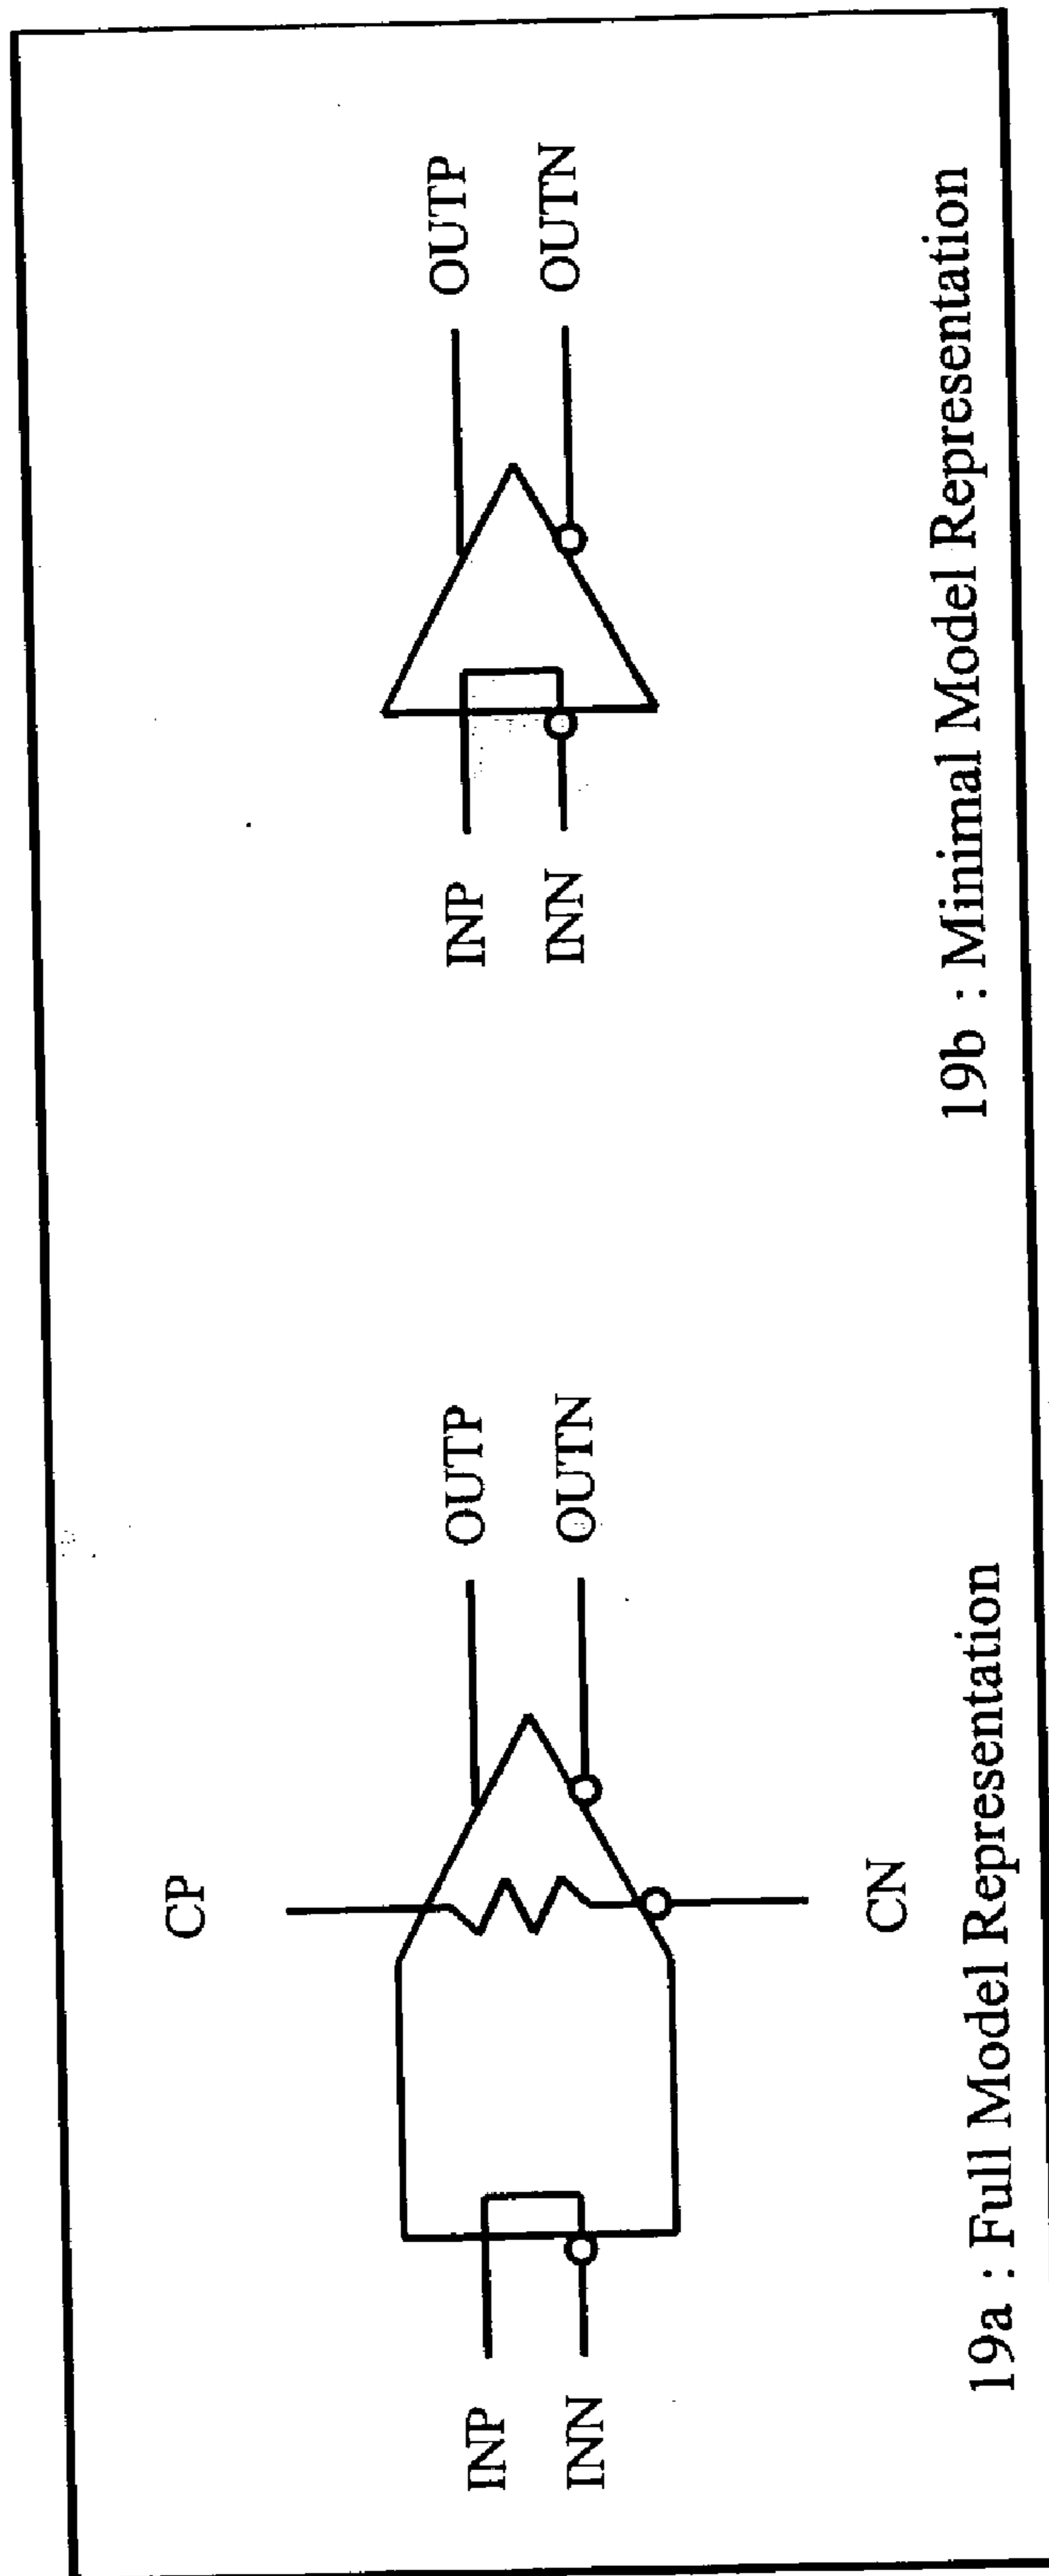 CP
INP
INN
OUTP
OUTN
CN
19a : Full Model Representation
INP
INN
OUTP
OUTN
19b : Minimal Model Representation